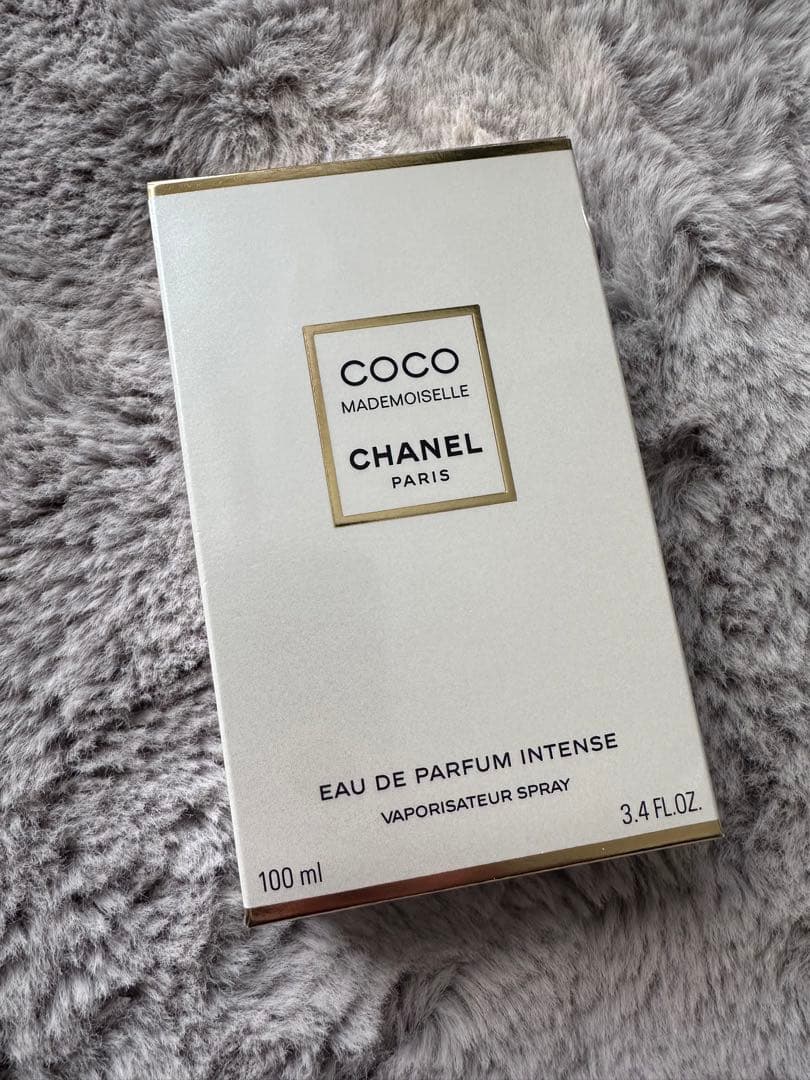 COCO
MADEMOISELLE
CHANEL
PARIS
EAU DE PARFUM INTENSE
VAPORISATEUR SPRAY
100 ml
3.4 FL.OZ.